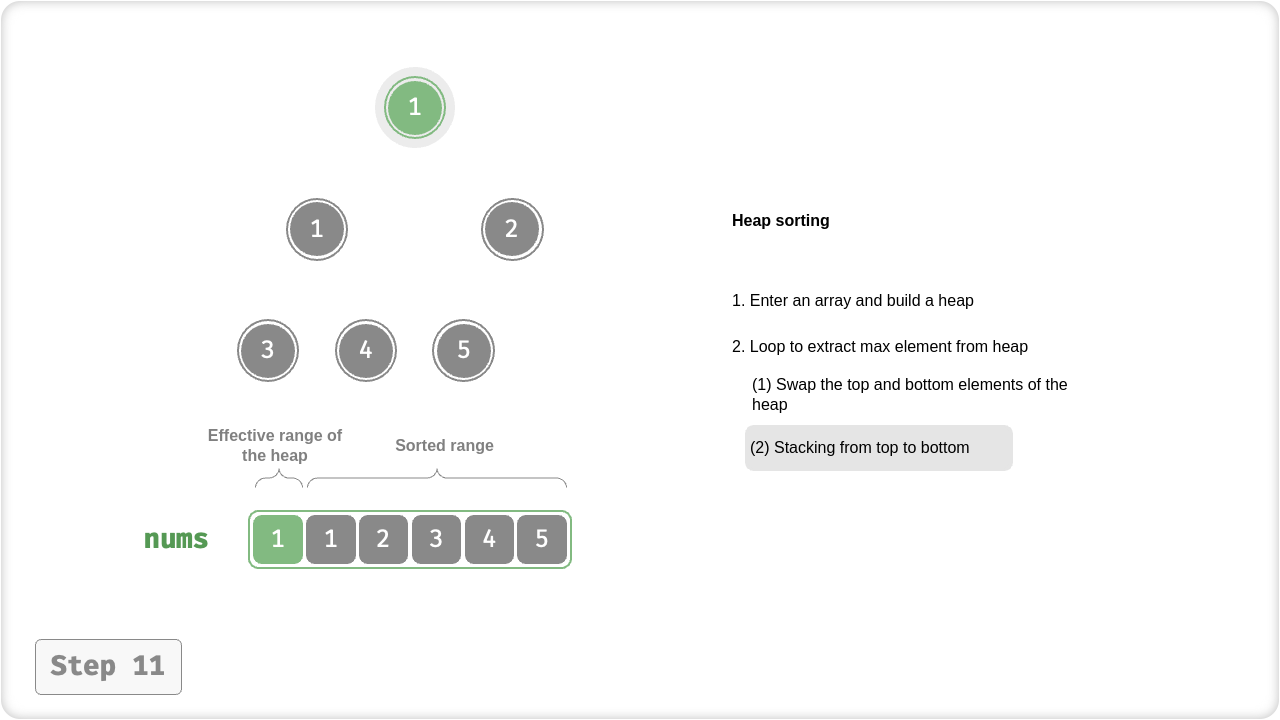 1
1 2
3 4 5
Effective range of
the heap
Sorted range
nums 1 1 2 3 4 5
Step 11
Heap sorting
1. Enter an array and build a heap
2. Loop to extract max element from heap
(1) Swap the top and bottom elements of the
heap
(2) Stacking from top to bottom